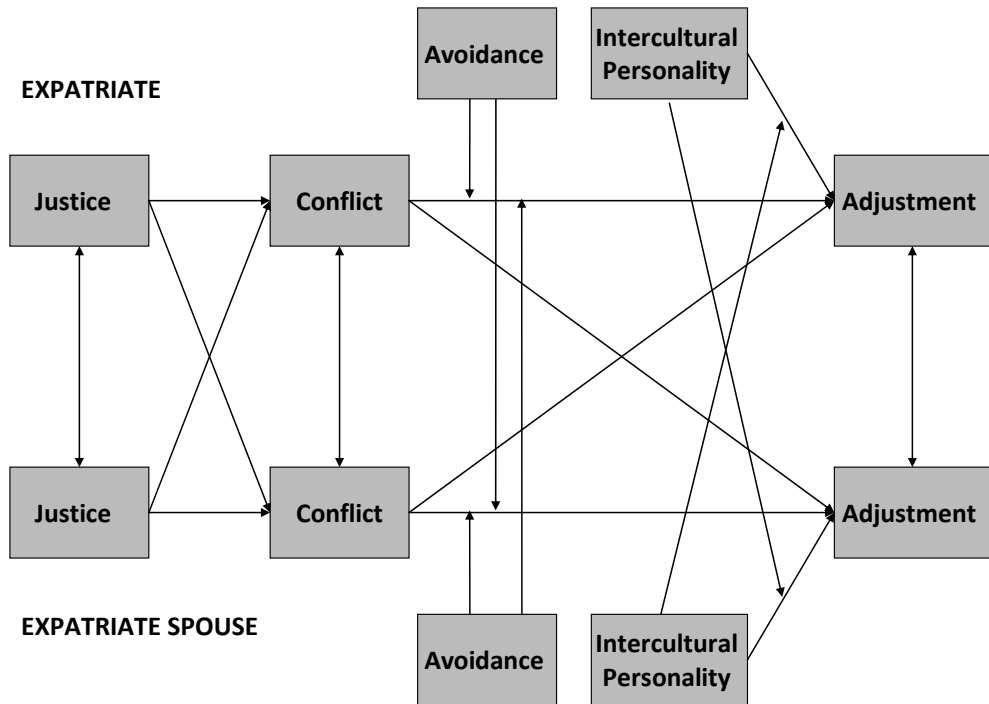 Avoidance
Intercultural
Personality
EXPATRIATE
Justice
Conflict
Adjustment
Justice
Conflict
Adjustment
EXPATRIATE SPOUSE
Avoidance
Intercultural
Personality